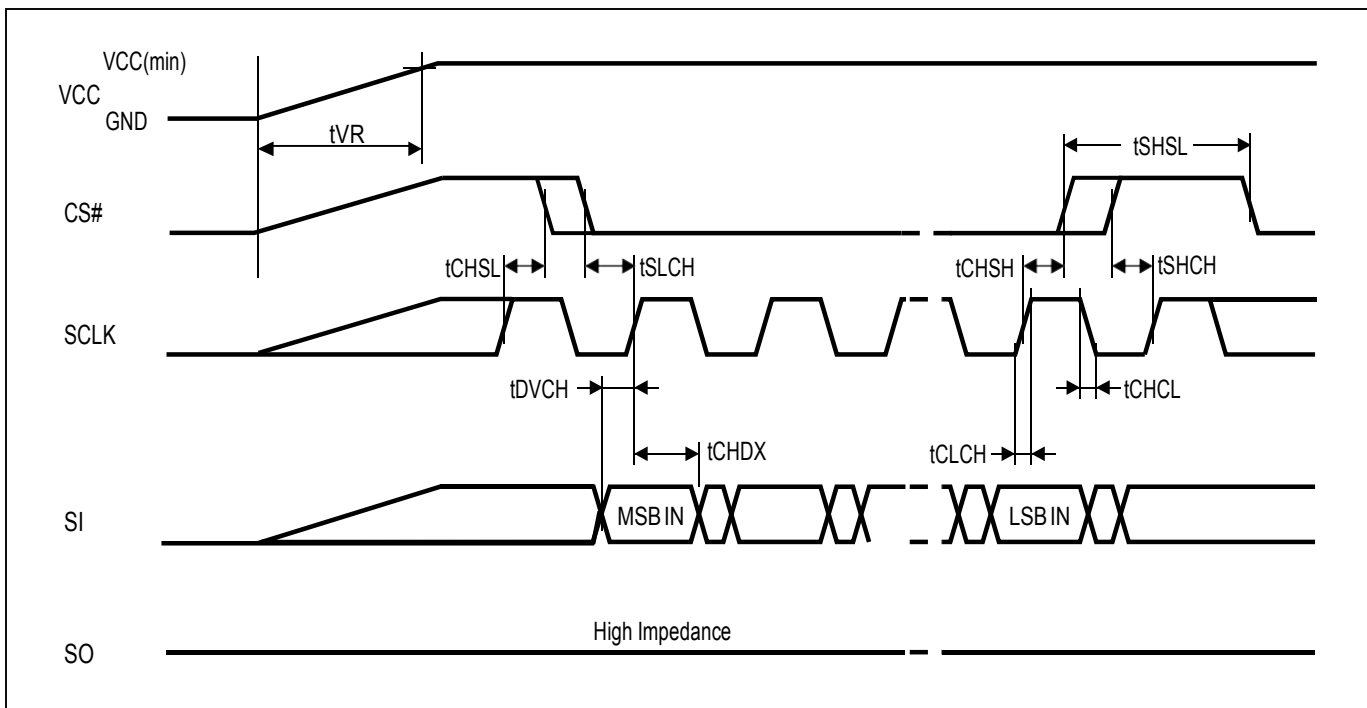 VCC(min)
VCC
GND
tVR
tSHSL
CS#
tCHSL
tSLCH
tCHSH
tSHCH
SCLK
tDVCH
tCHCL
tCHDX
tCLCH
SI
MSB IN
LSB IN
High Impedance
SO